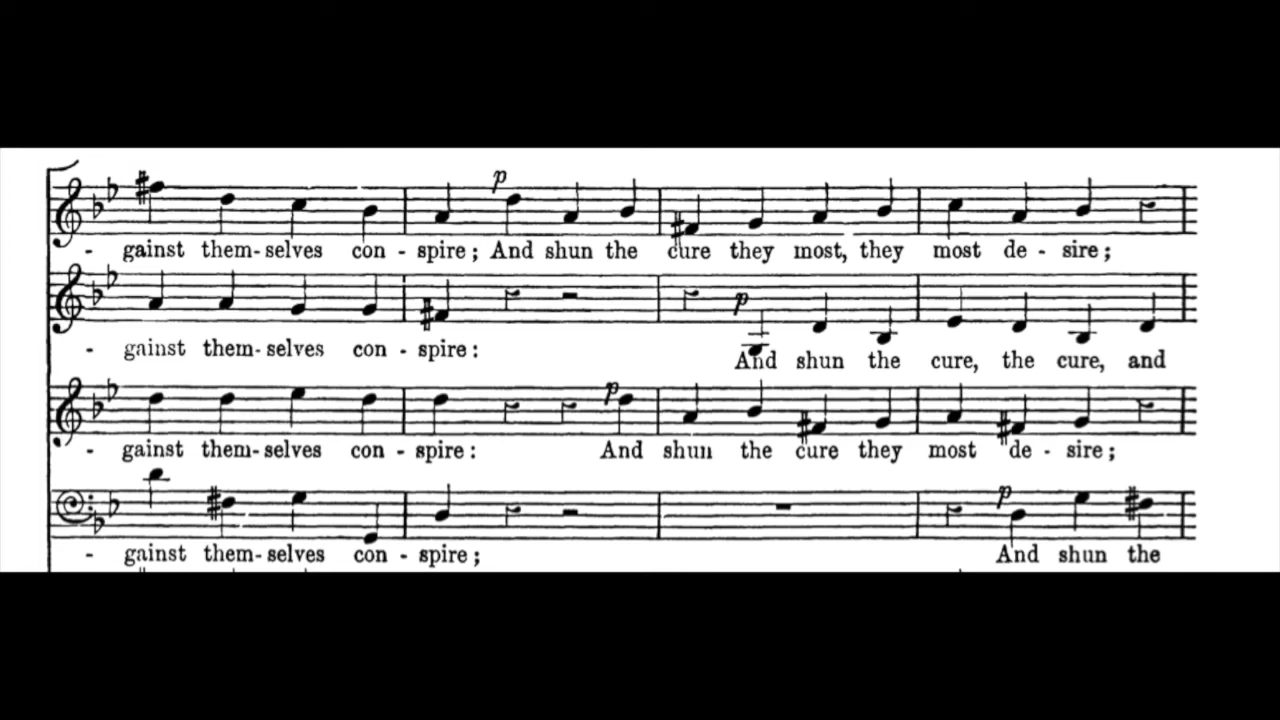 p
- gainst them-selves con - spire; And shun the cure they most, they most de - sire;
p
- gainst them-selves con - spire: And shun the cure, the cure, and
p
- gainst them-selves con - spire: And shun the cure they most de - sire;
p
- gainst them-selves con - spire; And shun the